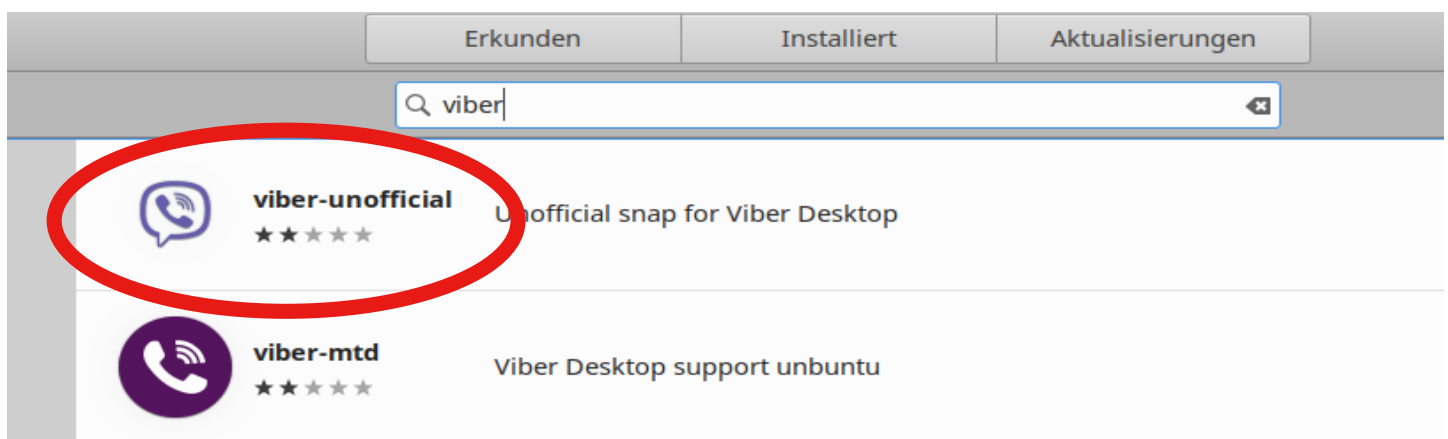 Erkunden Installiert Aktualisierungen
viber
viber-unofficial
Unofficial snap for Viber Desktop
viber-mtd
Viber Desktop support unbuntu